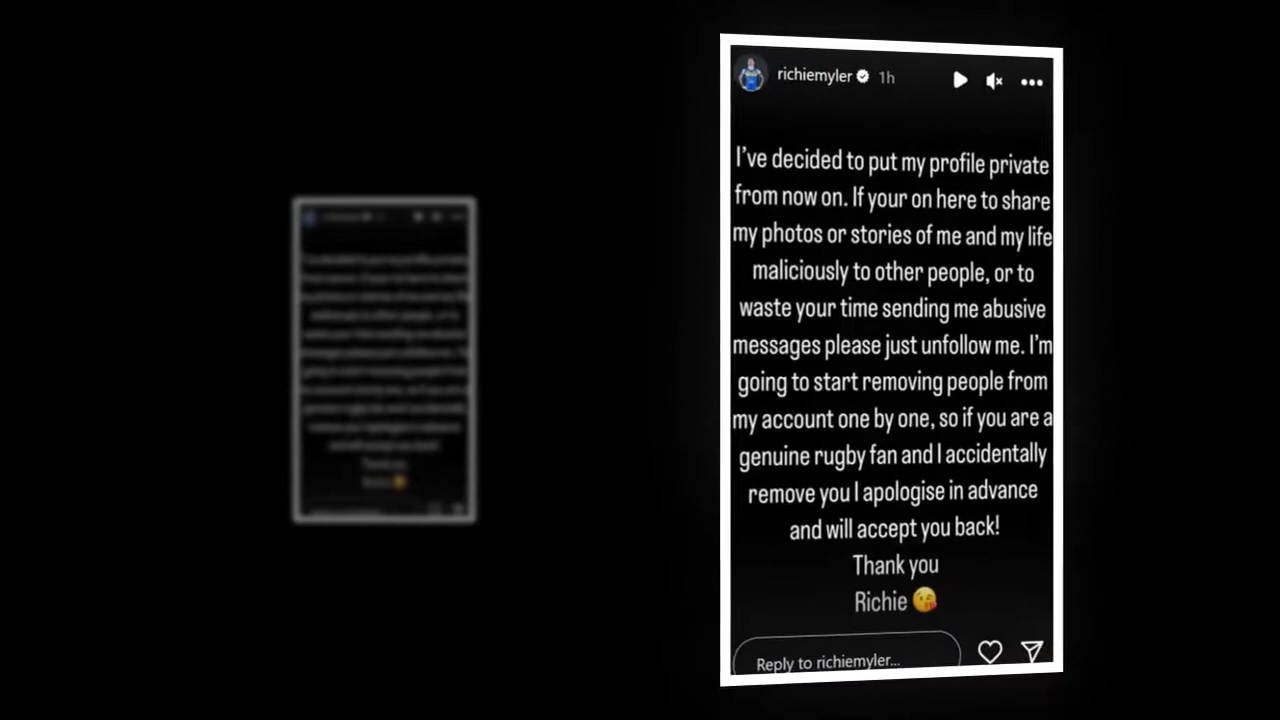 richiemyler 1h
I've decided to put my profile private
from now on. If your on here to share
my photos or stories of me and my life
maliciously to other people, or to
waste your time sending me abusive
messages please just unfollow me. I'm
going to start removing people from
my account one by one, so if you are a
genuine rugby fan and I accidentally
remove you I apologise in advance
and will accept you back!
Thank you
Richie 😘
Reply to richiemyler...